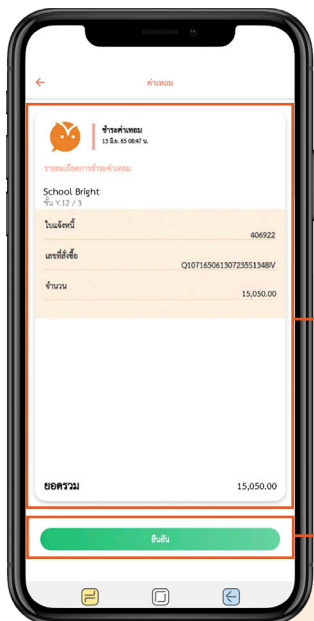 ค่าเทอม
ชำระค่าเทอม
13 มิ.ย. 65 08:47 น.
รายละเอียดการชำระค่าเทอม
School Bright
ชั้น Y.12 / 3
ใบแจ้งหนี้
406922
เลขที่สั่งซื้อ
Q10716506130723551348IV
จำนวน
15,050.00
ยอดรวม
15,050.00
ยืนยัน